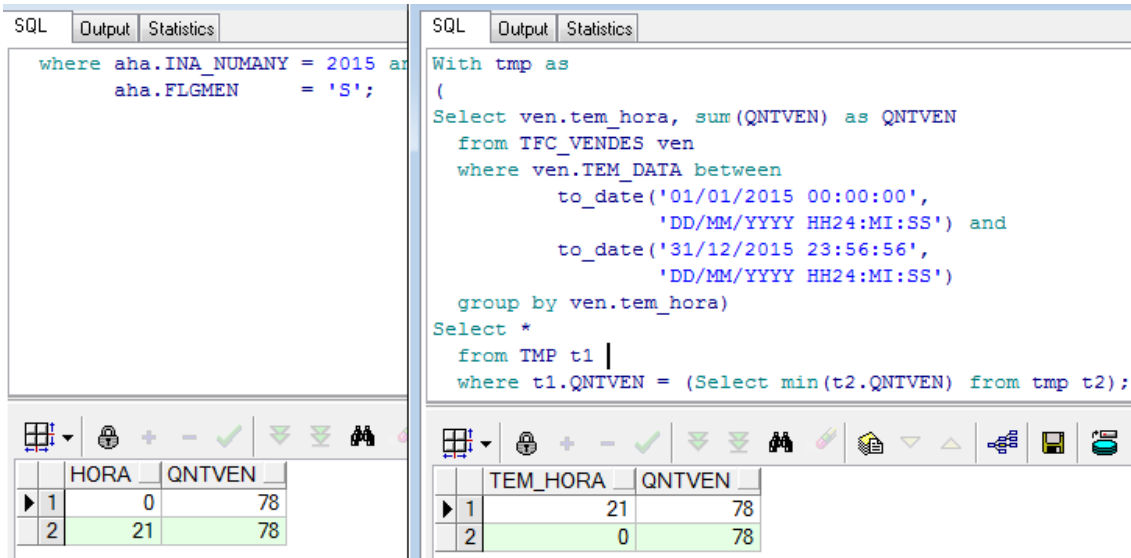 SQL Output Statistics
where aha.INA_NUMANY = 2015 an
aha.FLGMEN = 'S';
HORA QNTVEN
1 0 78
2 21 78
SQL Output Statistics
With tmp as
(
Select ven.tem_hora, sum(QNTVEN) as QNTVEN
from TFC_VENDES ven
where ven.TEM_DATA between
to_date('01/01/2015 00:00:00',
'DD/MM/YYYY HH24:MI:SS') and
to_date('31/12/2015 23:56:56',
'DD/MM/YYYY HH24:MI:SS')
group by ven.tem_hora)
Select *
from TMP t1
where t1.QNTVEN = (Select min(t2.QNTVEN) from tmp t2);
TEM_HORA QNTVEN
1 21 78
2 0 78